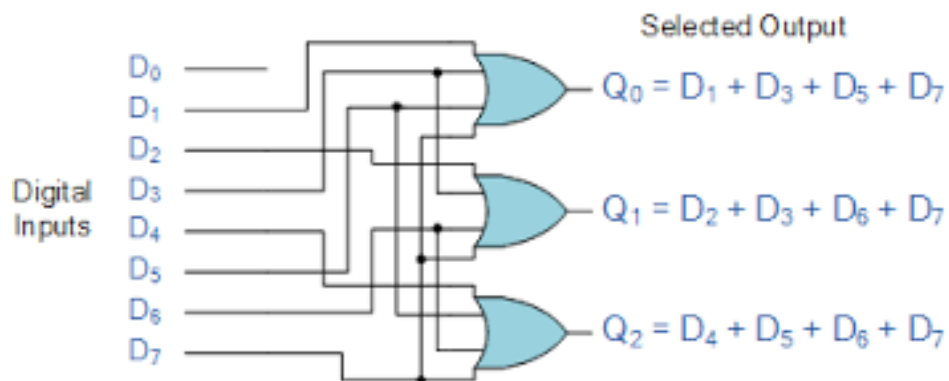 Selected Output
D₀
D₁
D₂
D₃
D₄
D₅
D₆
D₇
Digital
Inputs
Q₀ = D₁ + D₃ + D₅ + D₇
Q₁ = D₂ + D₃ + D₆ + D₇
Q₂ = D₄ + D₅ + D₆ + D₇